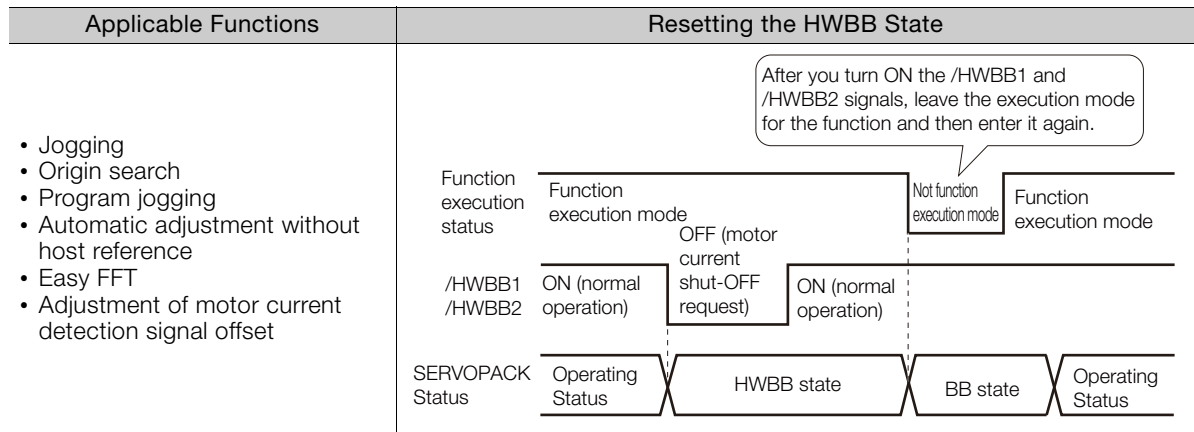 Applicable Functions
Resetting the HWBB State
• Jogging
• Origin search
• Program jogging
• Automatic adjustment without
host reference
• Easy FFT
• Adjustment of motor current
detection signal offset
After you turn ON the /HWBB1 and
/HWBB2 signals, leave the execution mode
for the function and then enter it again.
Function
execution
status
Function
execution mode
Not function
execution mode
Function
execution mode
/HWBB1
/HWBB2
ON (normal
operation)
OFF (motor
current
shut-OFF
request)
ON (normal
operation)
SERVOPACK
Status
Operating
Status
HWBB state
BB state
Operating
Status